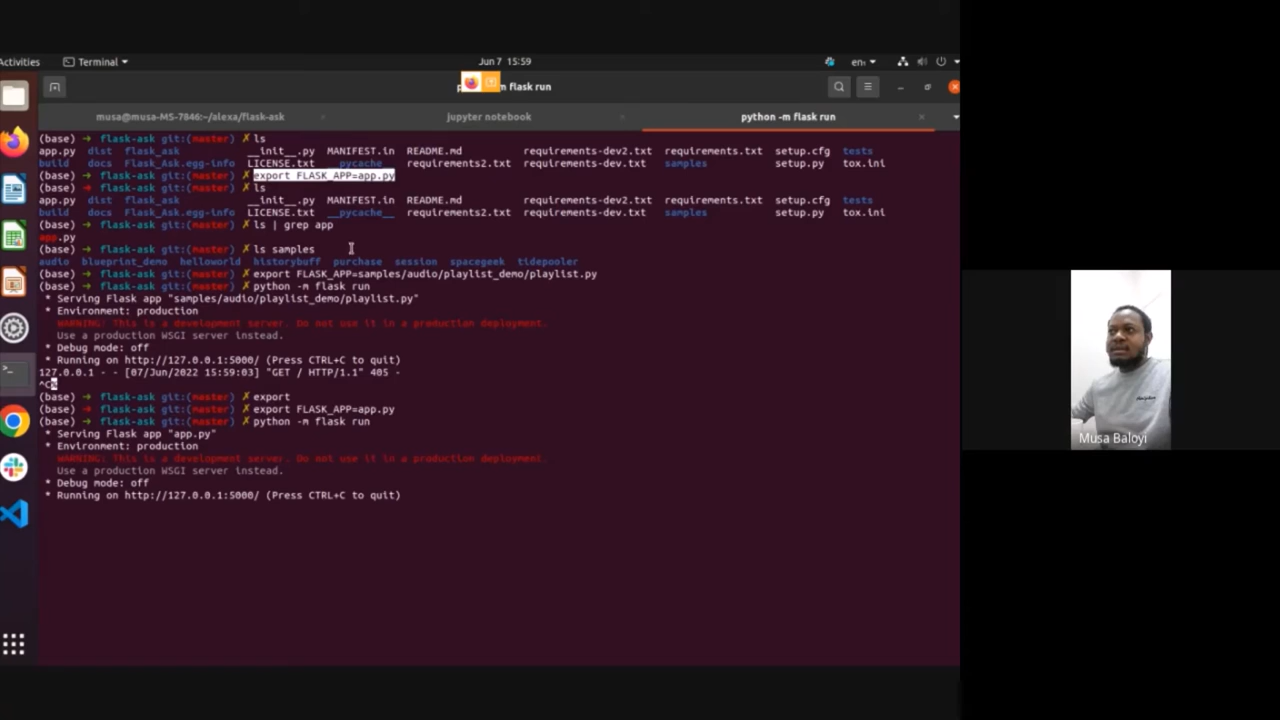 Activities Terminal Jun 7 15:59 en
m flask run
musa@musa-MS-7846:~/alexa/flask-ask jupyter notebook python -m flask run
(base) → flask-ask git:(master) ✗ ls
app.py dist flask_ask __init__.py MANIFEST.in README.md requirements-dev2.txt requirements.txt setup.cfg tests
build docs Flask_Ask.egg-info LICENSE.txt __pycache__ requirements2.txt requirements-dev.txt samples setup.py tox.ini
(base) → flask-ask git:(master) ✗ export FLASK_APP=app.py
(base) → flask-ask git:(master) ✗ ls
app.py dist flask_ask __init__.py MANIFEST.in README.md requirements-dev2.txt requirements.txt setup.cfg tests
build docs Flask_Ask.egg-info LICENSE.txt __pycache__ requirements2.txt requirements-dev.txt samples setup.py tox.ini
(base) → flask-ask git:(master) ✗ ls | grep app
app.py
(base) → flask-ask git:(master) ✗ ls samples
audio blueprint_demo helloworld historybuff purchase session spacegeek tidepooler
(base) → flask-ask git:(master) ✗ export FLASK_APP=samples/audio/playlist_demo/playlist.py
(base) → flask-ask git:(master) ✗ python -m flask run
* Serving Flask app "samples/audio/playlist_demo/playlist.py"
* Environment: production
WARNING: This is a development server. Do not use it in a production deployment.
Use a production WSGI server instead.
* Debug mode: off
* Running on http://127.0.0.1:5000/ (Press CTRL+C to quit)
127.0.0.1 - - [07/Jun/2022 15:59:03] "GET / HTTP/1.1" 405 -
^C%
(base) → flask-ask git:(master) ✗ export
(base) → flask-ask git:(master) ✗ export FLASK_APP=app.py
(base) → flask-ask git:(master) ✗ python -m flask run
* Serving Flask app "app.py"
* Environment: production
WARNING: This is a development server. Do not use it in a production deployment.
Use a production WSGI server instead.
* Debug mode: off
* Running on http://127.0.0.1:5000/ (Press CTRL+C to quit)
Musa Baloyi